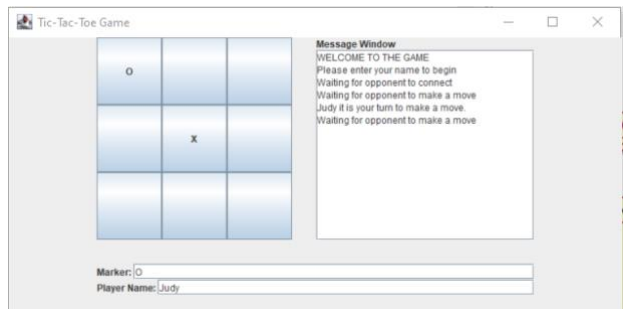 Tic-Tac-Toe Game
O
X
Message Window
WELCOME TO THE GAME
Please enter your name to begin
Waiting for opponent to connect
Waiting for opponent to make a move
Judy it is your turn to make a move.
Waiting for opponent to make a move
Marker: O
Player Name: Judy